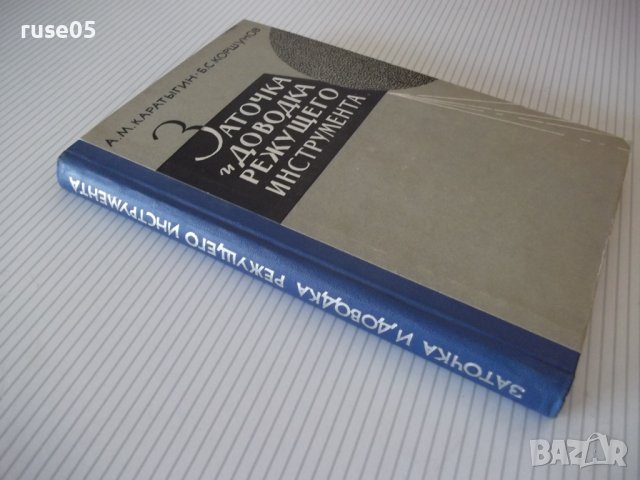 ruse05
А.М.КАРАТЫГИН·Б.С.КОРШУНОВ
ЗАТОЧКА
и ДОВОДКА
РЕЖУЩЕГО
ИНСТРУМЕНТА
ЗАТОЧКА И ДОВОДКА РЕЖУЩЕГО ИНСТРУМЕНТА
BAZAR
bg